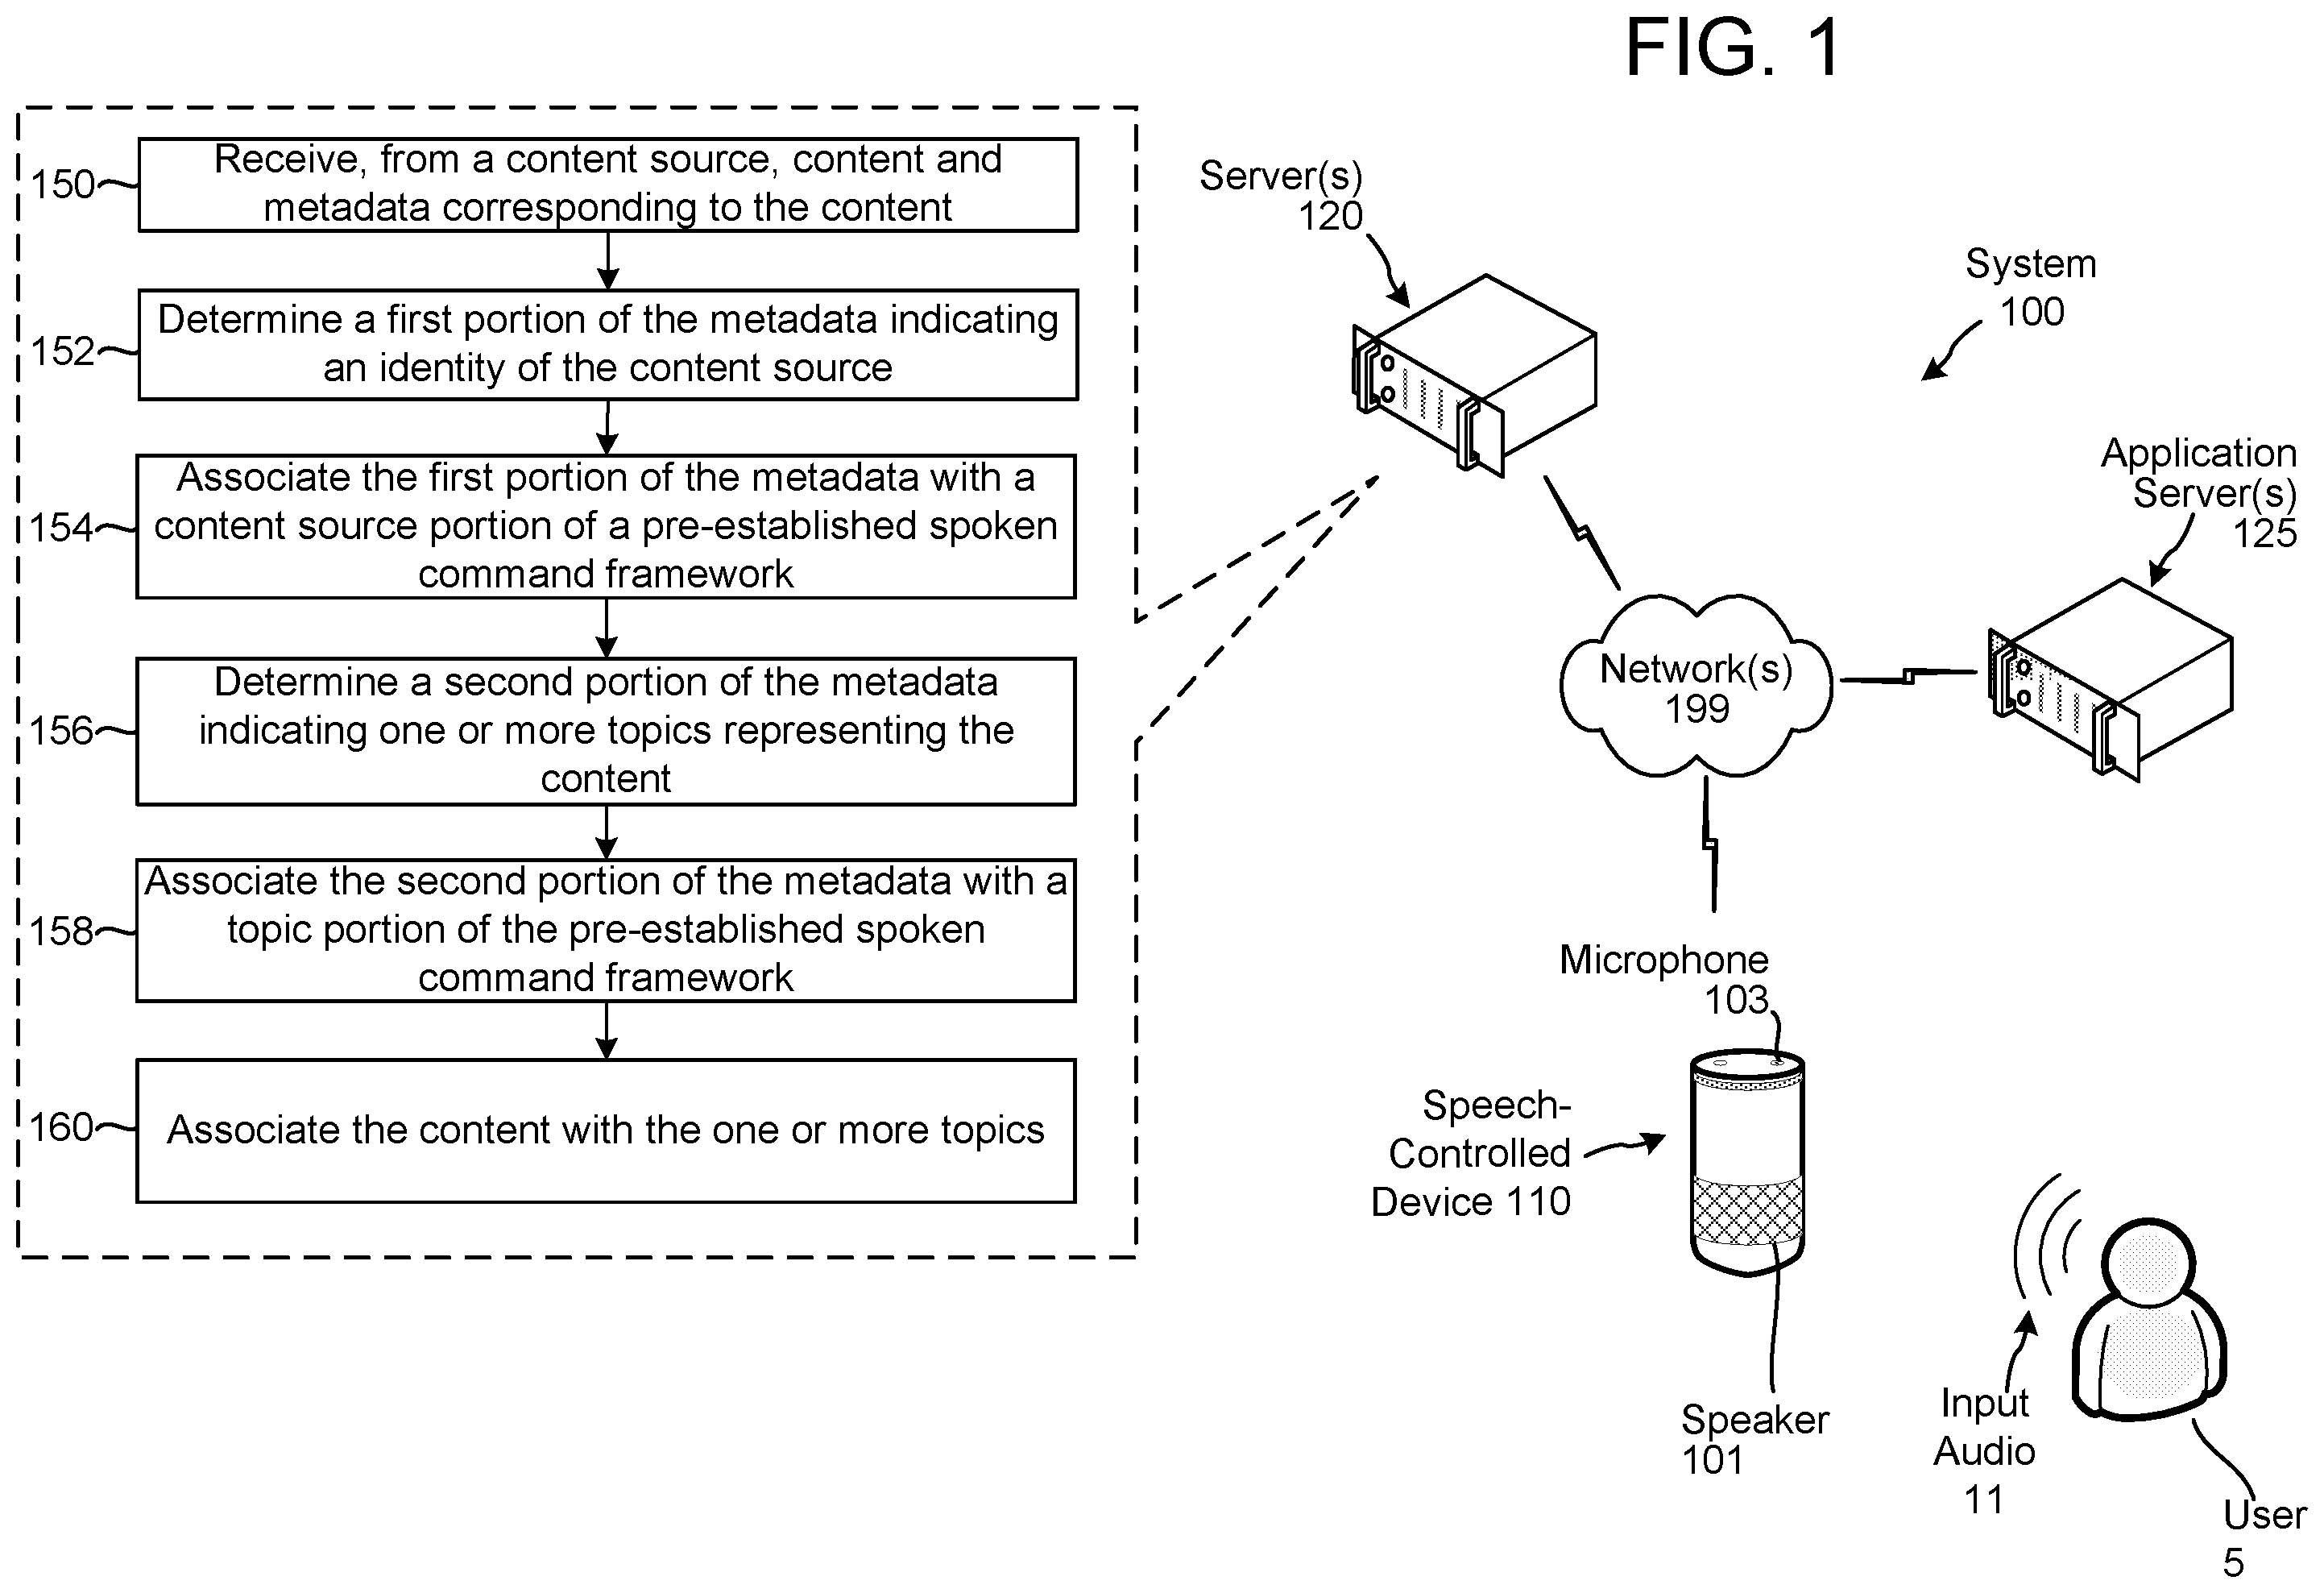 FIG. 1
150
Receive, from a content source, content and
metadata corresponding to the content
152
Determine a first portion of the metadata indicating
an identity of the content source
154
Associate the first portion of the metadata with a
content source portion of a pre-established spoken
command framework
156
Determine a second portion of the metadata
indicating one or more topics representing the
content
158
Associate the second portion of the metadata with a
topic portion of the pre-established spoken
command framework
160
Associate the content with the one or more topics
Server(s)
120
System
100
Application
Server(s)
125
Network(s)
199
Microphone
103
Speech-
Controlled
Device 110
Speaker
101
Input
Audio
11
User
5